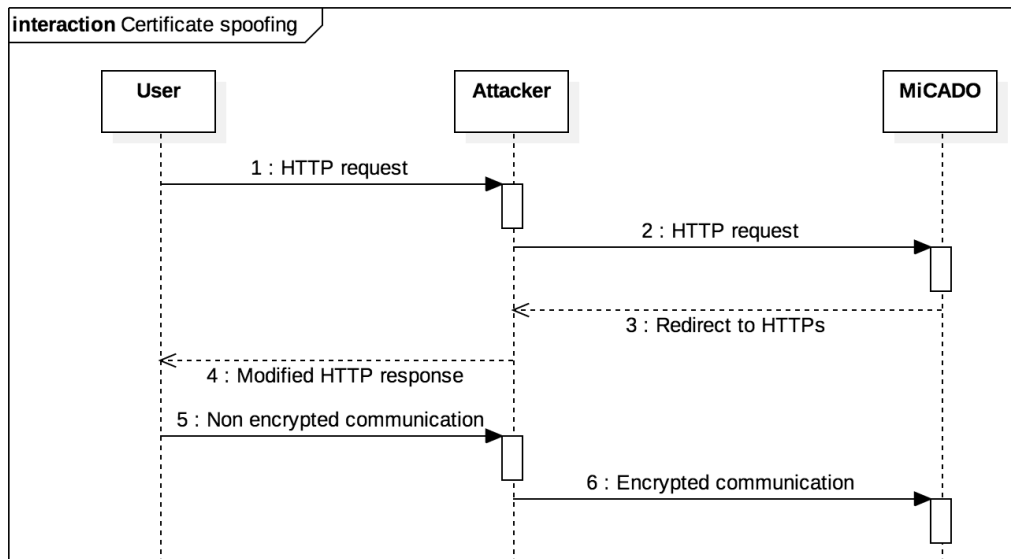 interaction Certificate spoofing
User
Attacker
MiCADO
1 : HTTP request
2 : HTTP request
3 : Redirect to HTTPs
4 : Modified HTTP response
5 : Non encrypted communication
6 : Encrypted communication